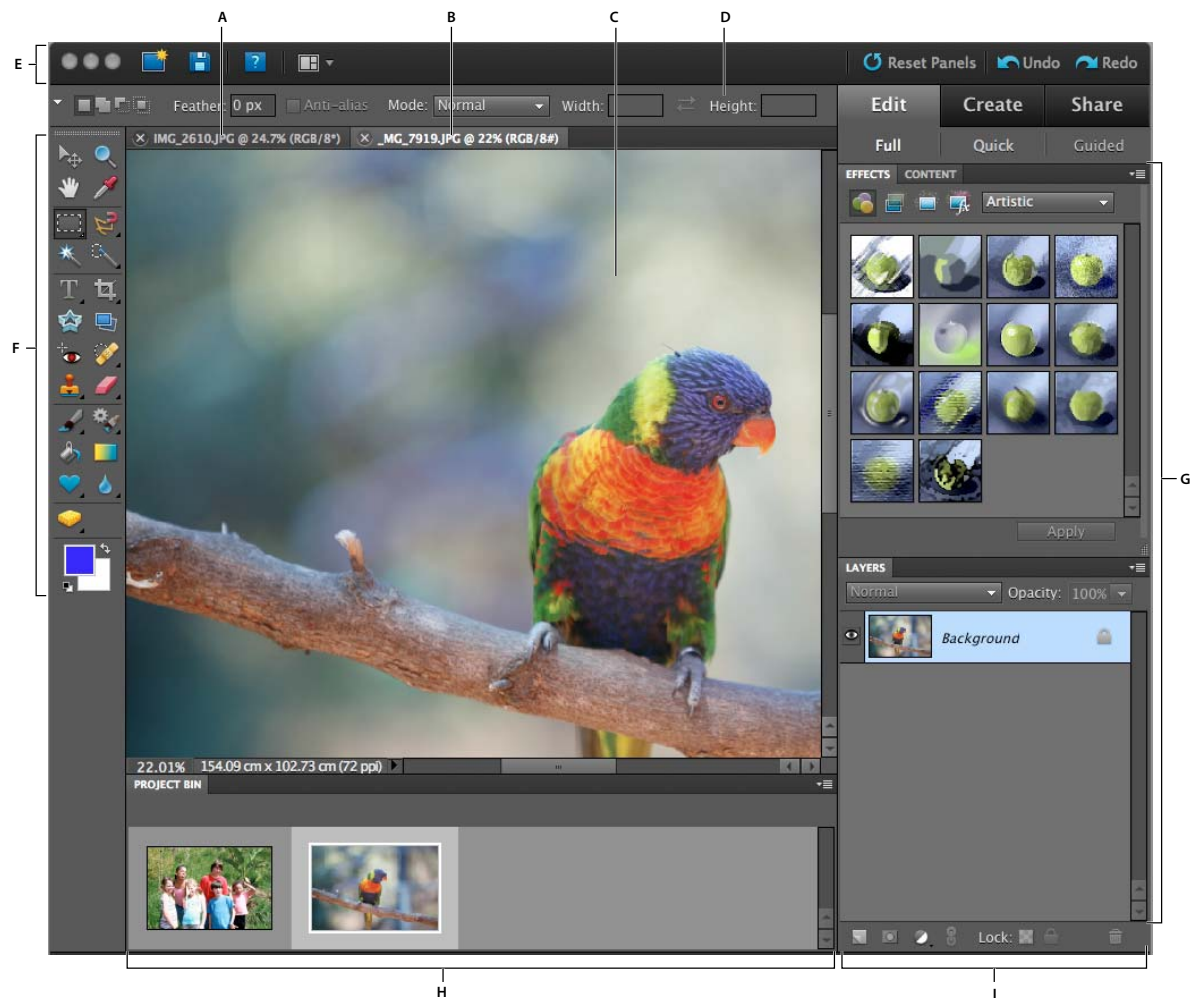 A B C D
E
?
Reset Panels Undo Redo
Feather: 0 px Anti-alias Mode: Normal Width: Height:
Edit Create Share
Full Quick Guided
IMG_2610.JPG @ 24.7% (RGB/8*) _MG_7919.JPG @ 22% (RGB/8#)
EFFECTS CONTENT
fx Artistic
T
F
G
Apply
LAYERS
Normal Opacity: 100%
Background
22.01% 154.09 cm x 102.73 cm (72 ppi)
PROJECT BIN
Lock:
H I